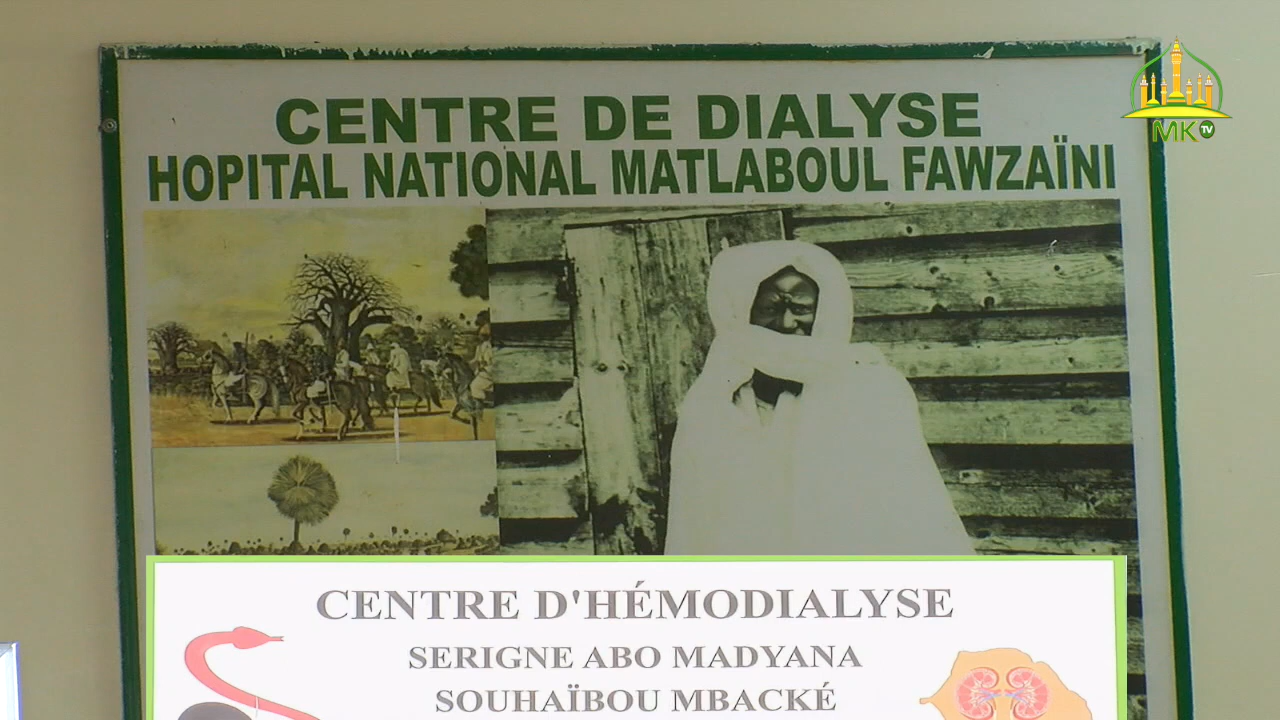 CENTRE DE DIALYSE
HOPITAL NATIONAL MATLABOUL FAWZAÏNI
MK TV
CENTRE D'HÉMODIALYSE
SERIGNE ABO MADYANA
SOUHAÏBOU MBACKÉ